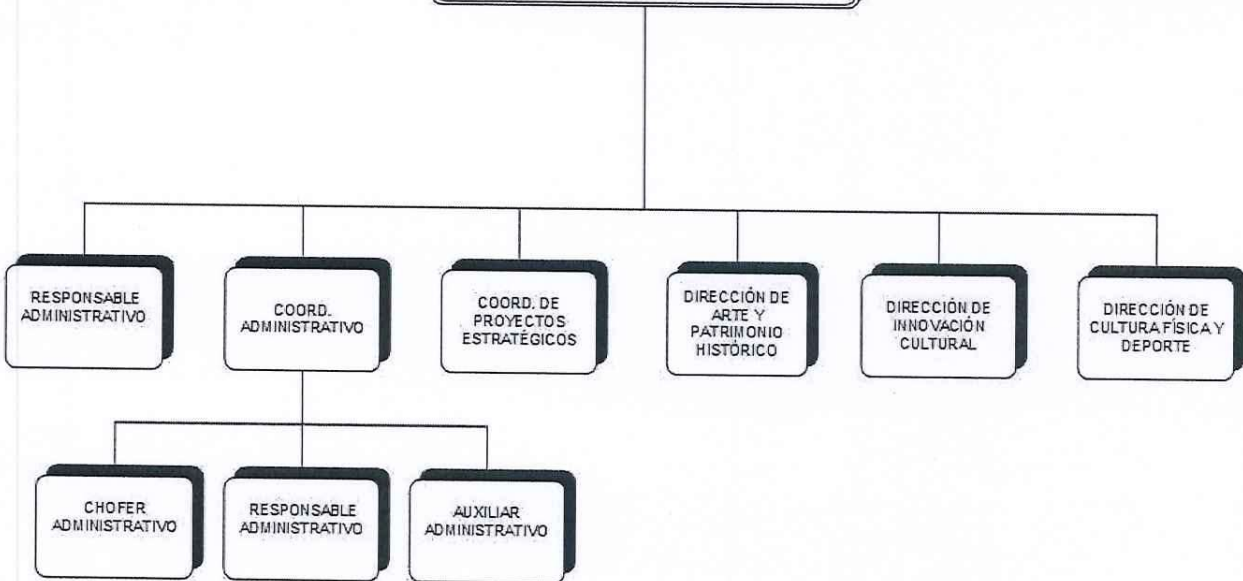 RESPONSABLE
ADMINISTRATIVO
COORD.
ADMINISTRATIVO
COORD. DE
PROYECTOS
ESTRATÉGICOS
DIRECCIÓN DE
ARTE Y
PATRIMONIO
HISTÓRICO
DIRECCIÓN DE
INNOVACIÓN
CULTURAL
DIRECCIÓN DE
CULTURA FÍSICA Y
DEPORTE
CHOFER
ADMINISTRATIVO
RESPONSABLE
ADMINISTRATIVO
AUXILIAR
ADMINISTRATIVO